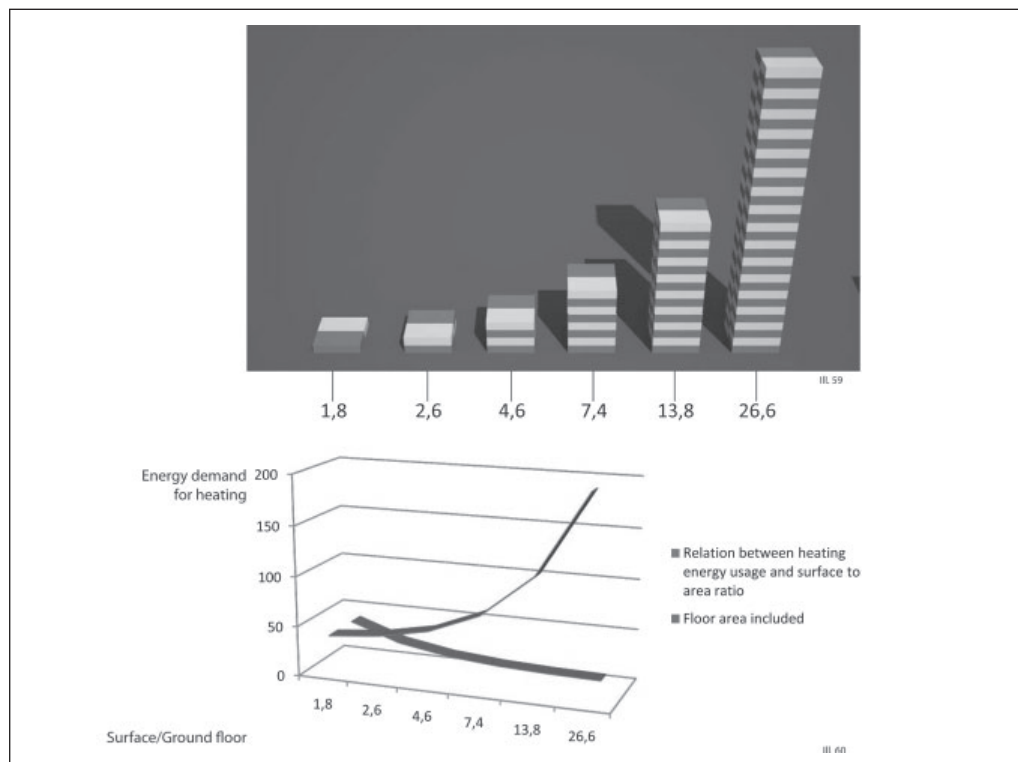 Ill. 59
1,8 2,6 4,6 7,4 13,8 26,6
Energy demand
for heating
200
150
100
50
0
Relation between heating
energy usage and surface to
area ratio
Floor area included
1,8 2,6 4,6 7,4 13,8 26,6
Surface/Ground floor
Ill. 60